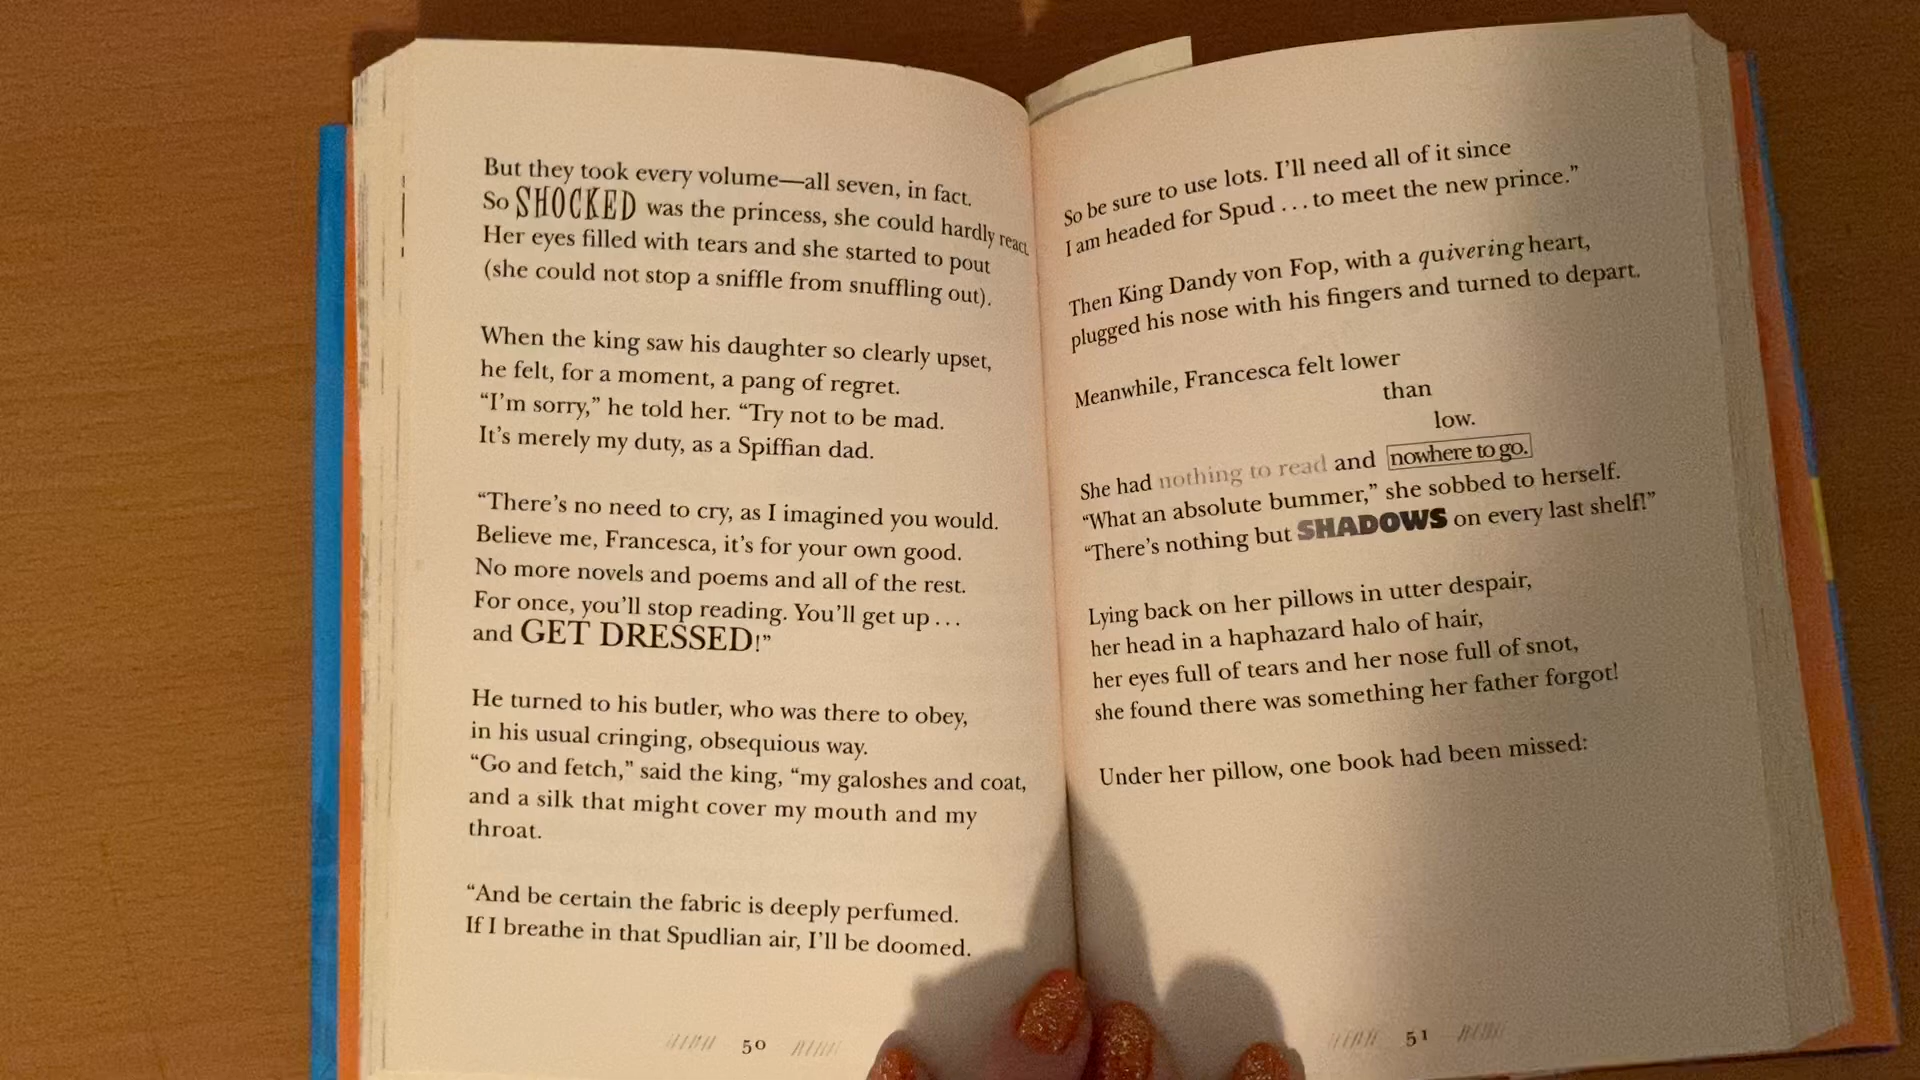 But they took every volume—all seven, in fact.
So SHOCKED was the princess, she could hardly react.
Her eyes filled with tears and she started to pout
(she could not stop a sniffle from snuffling out).
When the king saw his daughter so clearly upset,
he felt, for a moment, a pang of regret.
“I’m sorry,” he told her. “Try not to be mad.
It’s merely my duty, as a Spiffian dad.
“There’s no need to cry, as I imagined you would.
Believe me, Francesca, it’s for your own good.
No more novels and poems and all of the rest.
For once, you’ll stop reading. You’ll get up . . .
and GET DRESSED!”
He turned to his butler, who was there to obey,
in his usual cringing, obsequious way.
“Go and fetch,” said the king, “my galoshes and coat,
and a silk that might cover my mouth and my
throat.
“And be certain the fabric is deeply perfumed.
If I breathe in that Spudlian air, I’ll be doomed.
50
So be sure to use lots. I’ll need all of it since
I am headed for Spud . . . to meet the new prince.”
Then King Dandy von Fop, with a quivering heart,
plugged his nose with his fingers and turned to depart.
Meanwhile, Francesca felt lower
than
low.
She had nothing to read and nowhere to go.
“What an absolute bummer,” she sobbed to herself.
“There’s nothing but SHADOWS on every last shelf!”
Lying back on her pillows in utter despair,
her head in a haphazard halo of hair,
her eyes full of tears and her nose full of snot,
she found there was something her father forgot!
Under her pillow, one book had been missed:
51